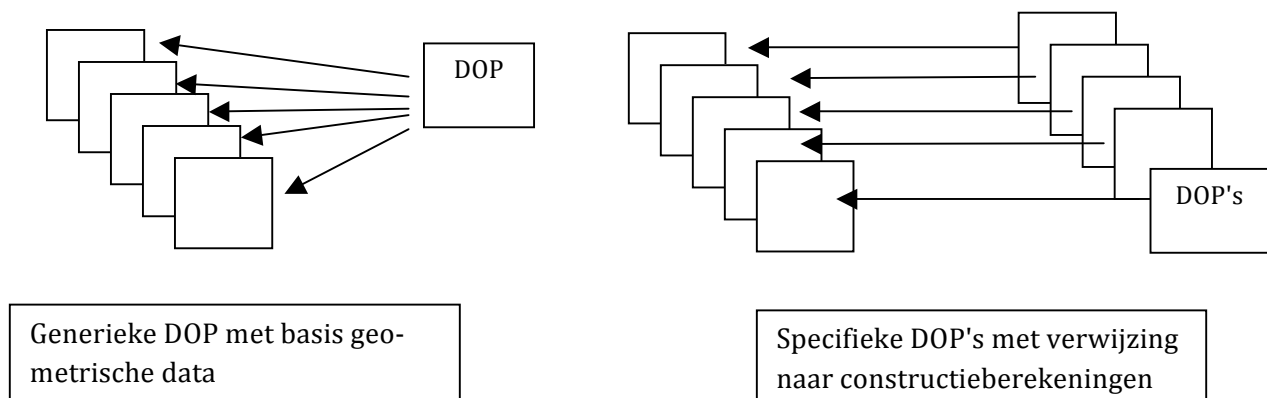 DOP
DOP's
Generieke DOP met basis geo-
metrische data
Specifieke DOP's met verwijzing
naar constructieberekeningen